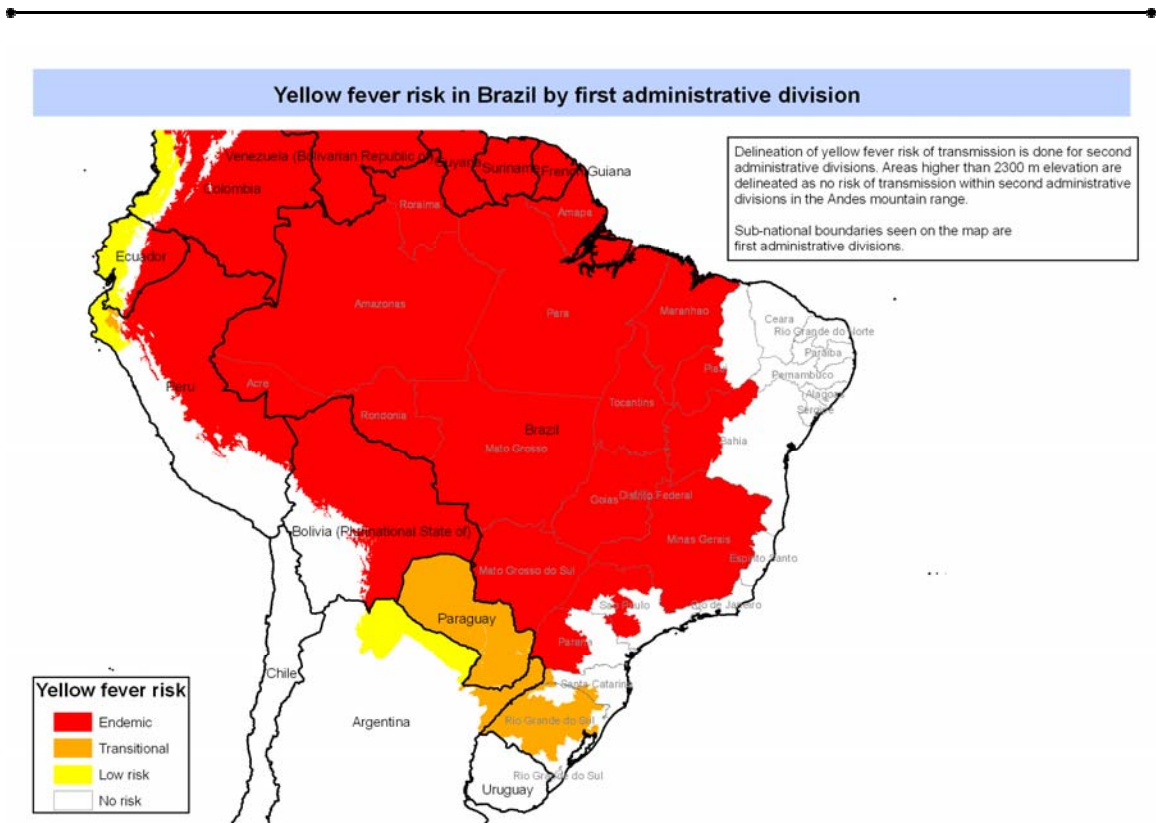 Yellow fever risk in Brazil by first administrative division
Delineation of yellow fever risk of transmission is done for second
administrative divisions. Areas higher than 2300 m elevation are
delineated as no risk of transmission within second administrative
divisions in the Andes mountain range.
Sub-national boundaries seen on the map are
first administrative divisions.
Venezuela (Bolivarian Republic of)
Guyana
Suriname
French Guiana
Colombia
Roraima
Amapa
Ecuador
Amazonas
Para
Maranhao
Ceara
Rio Grande do Norte
Paraiba
Piaui
Pernambuco
Alagoas
Sergipe
Peru
Acre
Rondonia
Tocantins
Brazil
Mato Grosso
Bahia
Goias
Distrito Federal
Bolivia (Plurinational State of)
Minas Gerais
Espirito Santo
Mato Grosso do Sul
Sao Paulo
Rio de Janeiro
Paraguay
Parana
Chile
Santa Catarina
Argentina
Rio Grande do Sul
Rio Grande do Sul
Uruguay
Yellow fever risk
Endemic
Transitional
Low risk
No risk